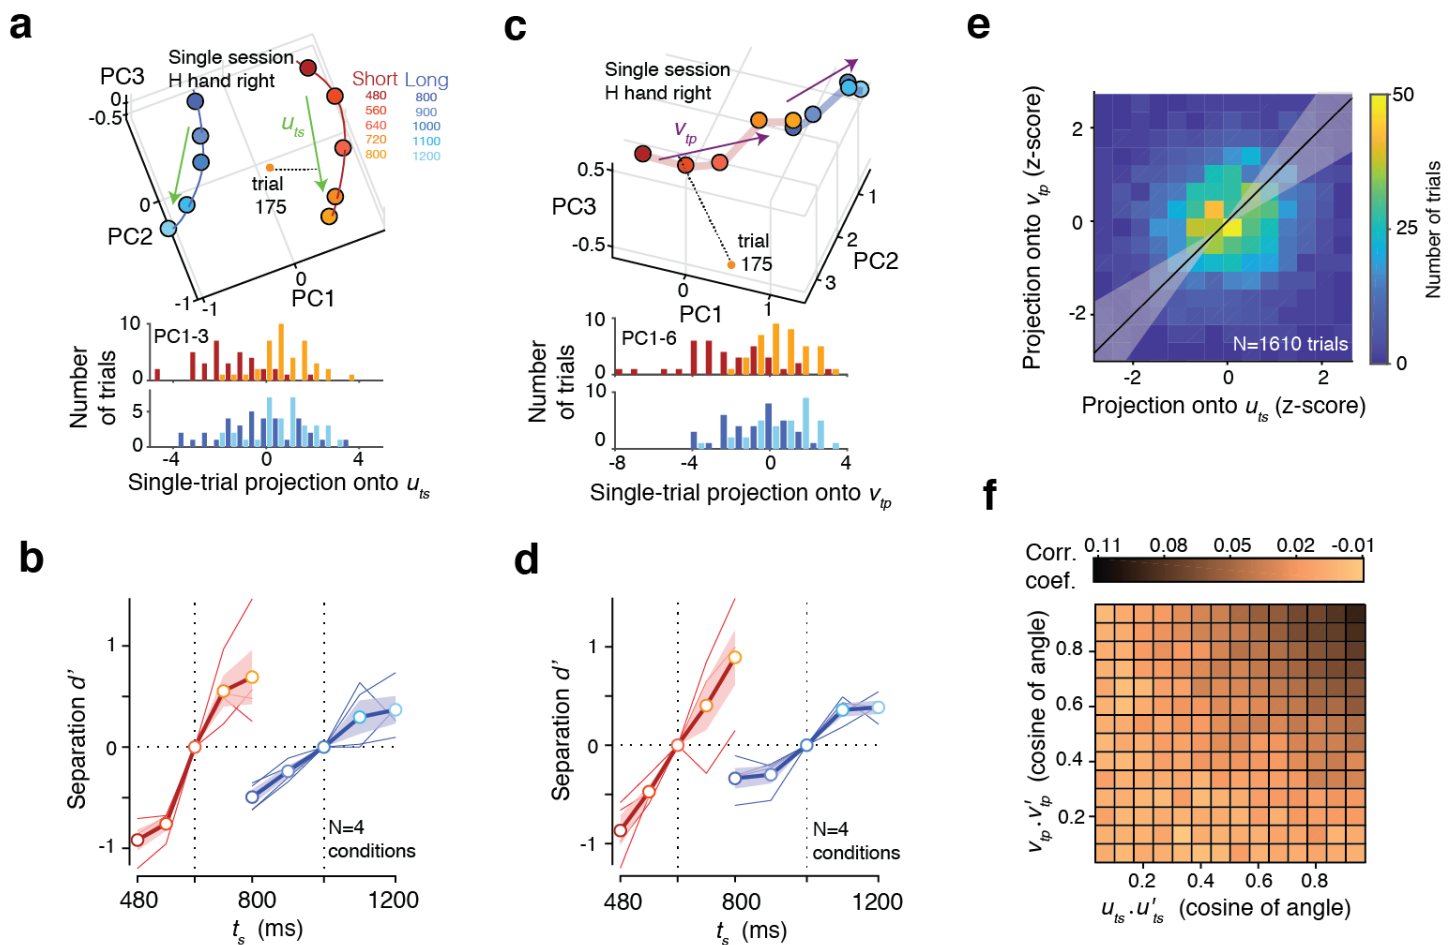 a
Single session
H hand right
PC3
0
-0.5
0
PC2
-1
-1
0
PC1
Short Long
480 800
560 900
640 1000
720 1100
800 1200
u_ts
trial
175
PC1-3
10
0
5
0
Number
of trials
-4 0 4
Single-trial projection onto u_ts
b
Separation d'
1
0
-1
N=4
conditions
480 800 1200
t_s (ms)
c
Single session
H hand right
v_tp
0.5
PC3
-0.5
trial
175
0
1
PC1
1
2
3
PC2
PC1-6
10
0
10
0
Number
of trials
-8 -4 0 4
Single-trial projection onto v_tp
d
Separation d'
1
0
-1
N=4
conditions
480 800 1200
t_s (ms)
e
Projection onto v_tp (z-score)
2
0
-2
N=1610 trials
-2 0 2
Projection onto u_ts (z-score)
50
25
0
Number of trials
f
Corr.
coef.
0.11 0.08 0.05 0.02 -0.01
v_tp.v'_tp (cosine of angle)
0.8
0.6
0.4
0.2
0.2 0.4 0.6 0.8
u_ts.u'_ts (cosine of angle)